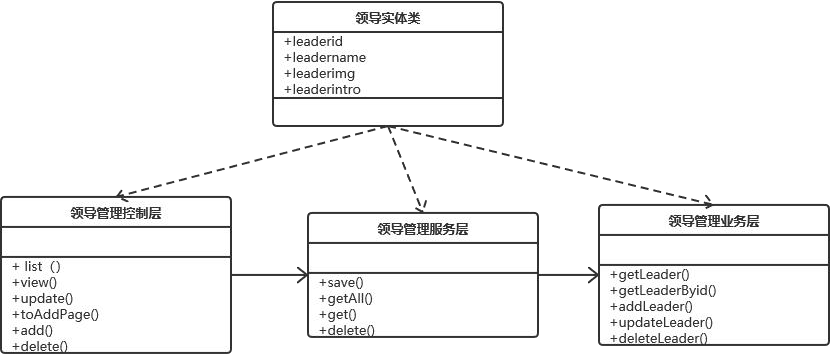 领导实体类
+leaderid
+leadername
+leaderimg
+leaderintro
领导管理控制层
+ list（）
+view()
+update()
+toAddPage()
+add()
+delete()
领导管理服务层
+save()
+getAll()
+get()
+delete()
领导管理业务层
+getLeader()
+getLeaderByid()
+addLeader()
+updateLeader()
+deleteLeader()